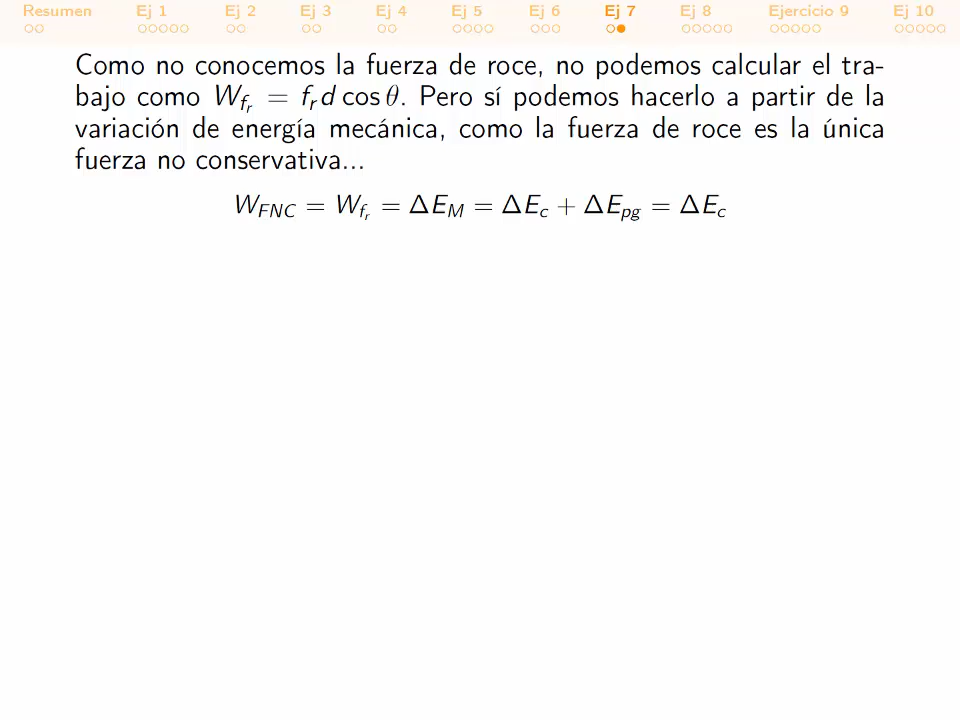 Resumen Ej 1 Ej 2 Ej 3 Ej 4 Ej 5 Ej 6 Ej 7 Ej 8 Ejercicio 9 Ej 10
Como no conocemos la fuerza de roce, no podemos calcular el tra-
bajo como W_{f_r} = f_r d cos θ. Pero sí podemos hacerlo a partir de la
variación de energía mecánica, como la fuerza de roce es la única
fuerza no conservativa...
W_{FNC} = W_{f_r} = ΔE_M = ΔE_c + ΔE_{pg} = ΔE_c